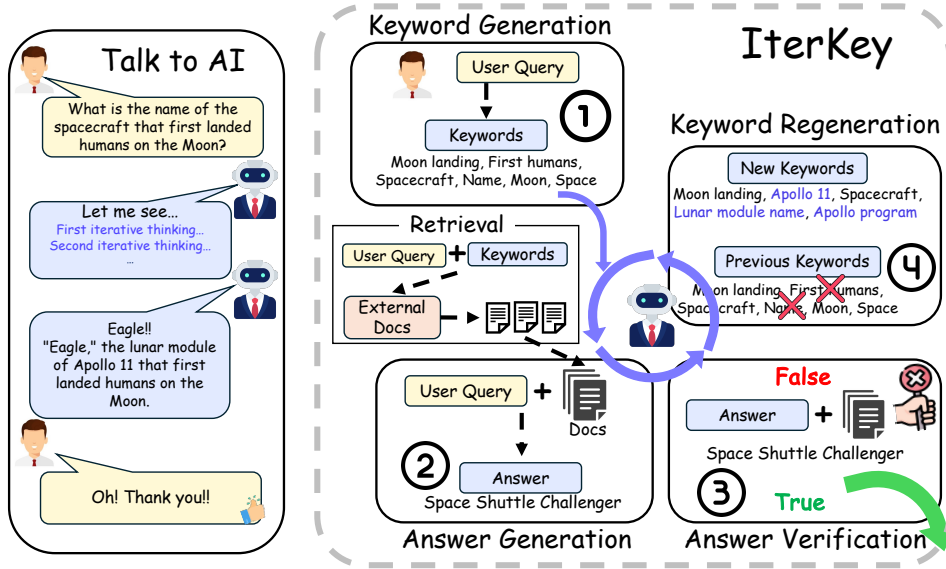 Talk to AI
What is the name of the
spacecraft that first landed
humans on the Moon?
Let me see...
First iterative thinking...
Second iterative thinking...
...
Eagle!!
"Eagle," the lunar module
of Apollo 11 that first
landed humans on the
Moon.
Oh! Thank you!!
IterKey
Keyword Generation
User Query
1
Keywords
Moon landing, First humans,
Spacecraft, Name, Moon, Space
Retrieval
User Query + Keywords
External
Docs
User Query +
Docs
2
Answer
Space Shuttle Challenger
Answer Generation
Keyword Regeneration
New Keywords
Moon landing, Apollo 11, Spacecraft,
Lunar module name, Apollo program
4
Previous Keywords
Moon landing, First humans,
Spacecraft, Name, Moon, Space
False
Answer +
Space Shuttle Challenger
3
True
Answer Verification